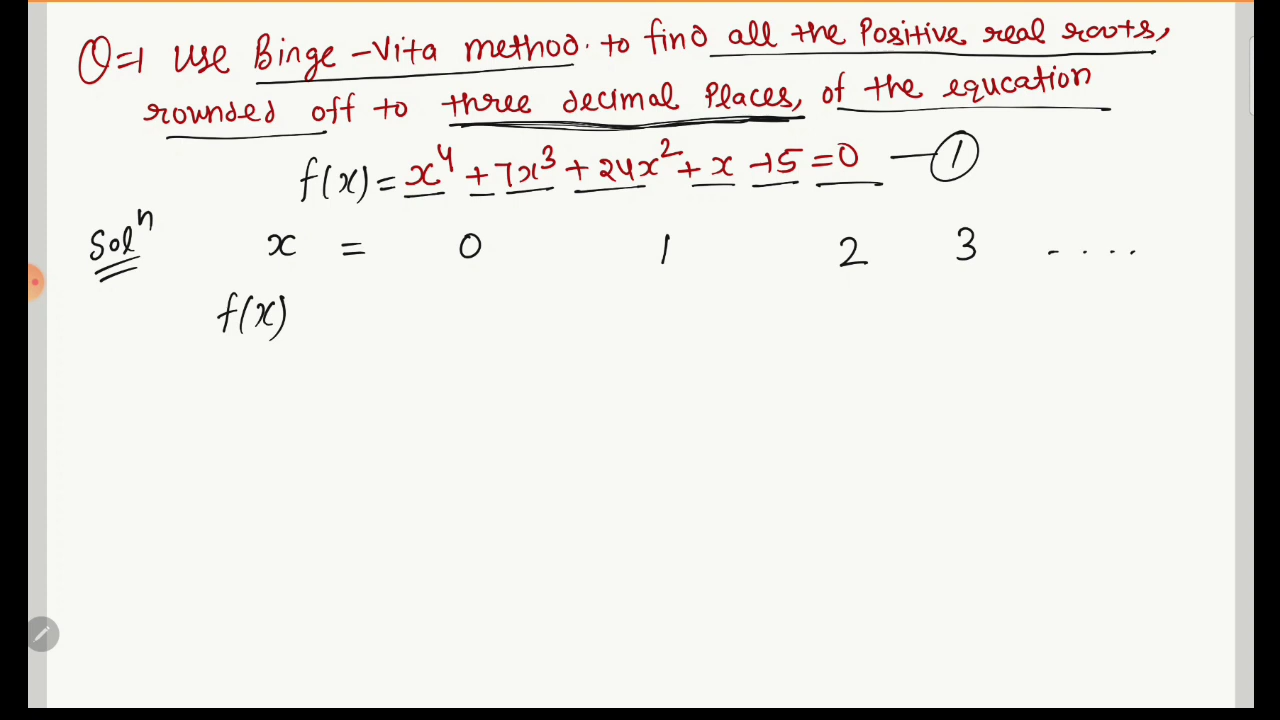 Q=1 Use Binge-Vita method. to find all the Positive real roots,
rounded off to three decimal places, of the equcation
f(x) = x⁴ + 7x³ + 24x² + x - 15 = 0 — ①
Solⁿ x = 0 1 2 3 ....
f(x)